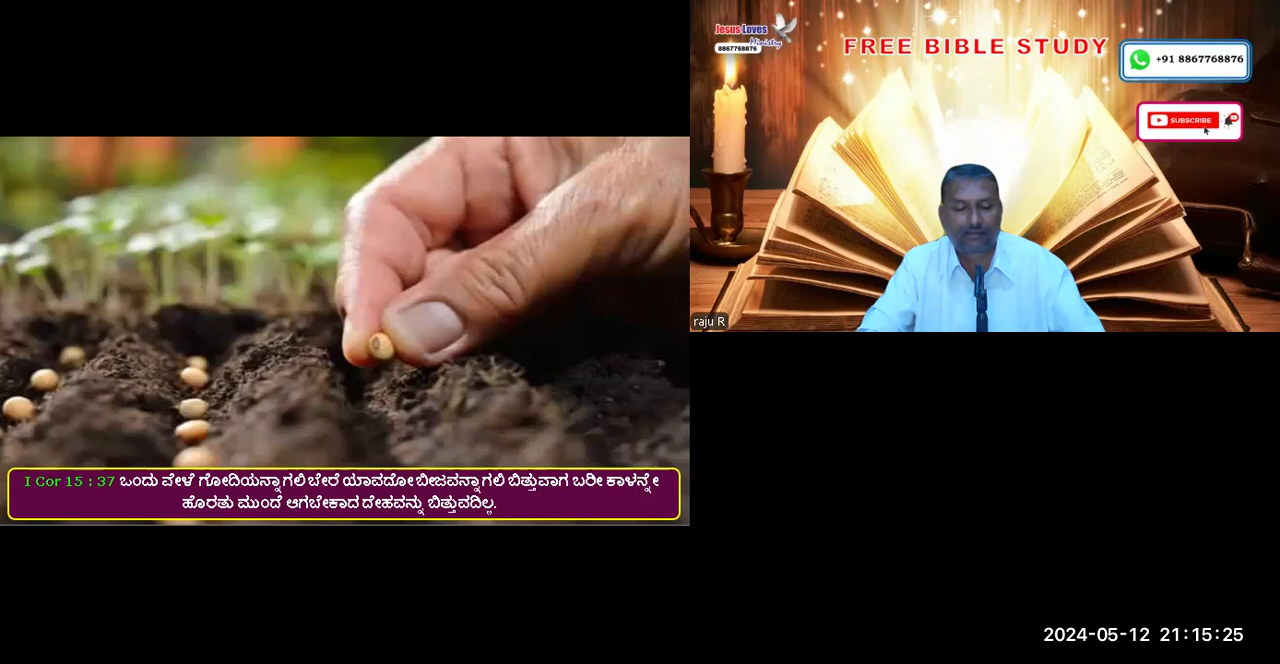 Jesus Loves
Ministry
8867768876
FREE BIBLE STUDY
+91 8867768876
SUBSCRIBE
raju R
I Cor 15 : 37 ಒಂದು ವೇಳೆ ಗೋದಿಯನ್ನಾಗಲಿ ಬೇರೆ ಯಾವದೋ ಬೀಜವನ್ನಾಗಲಿ ಬಿತ್ತುವಾಗ ಬರೀ ಕಾಳನ್ನೇ
ಹೊರತು ಮುಂದೆ ಆಗಬೇಕಾದ ದೇಹವನ್ನು ಬಿತ್ತುವದಿಲ್ಲ.
2024-05-12 21:15:25